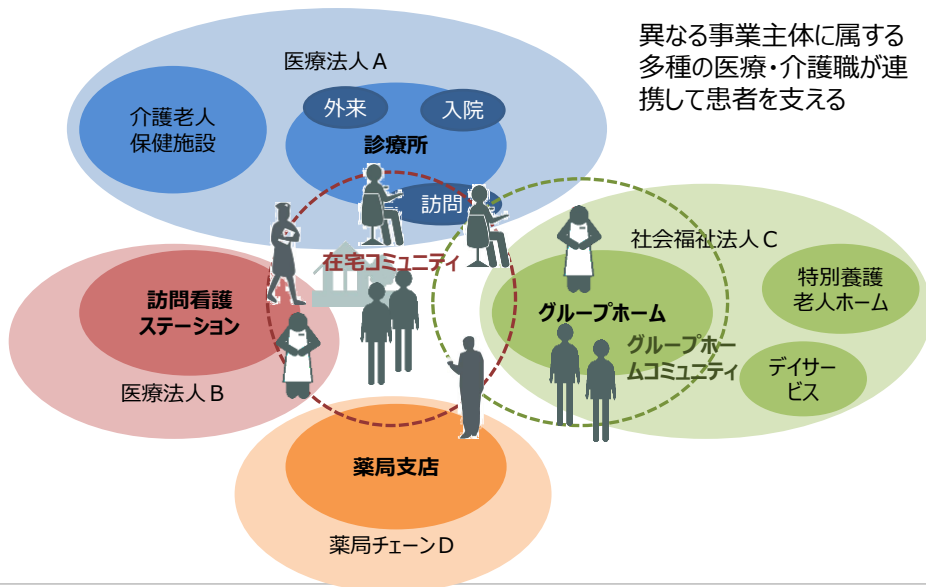 異なる事業主体に属する
多種の医療・介護職が連
携して患者を支える
医療法人A
介護老人
保健施設
外来
入院
診療所
訪問
在宅コミュニティ
社会福祉法人C
特別養護
老人ホーム
グループホーム
グループホー
ムコミュニティ
デイサー
ビス
訪問看護
ステーション
医療法人B
薬局支店
薬局チェーンD